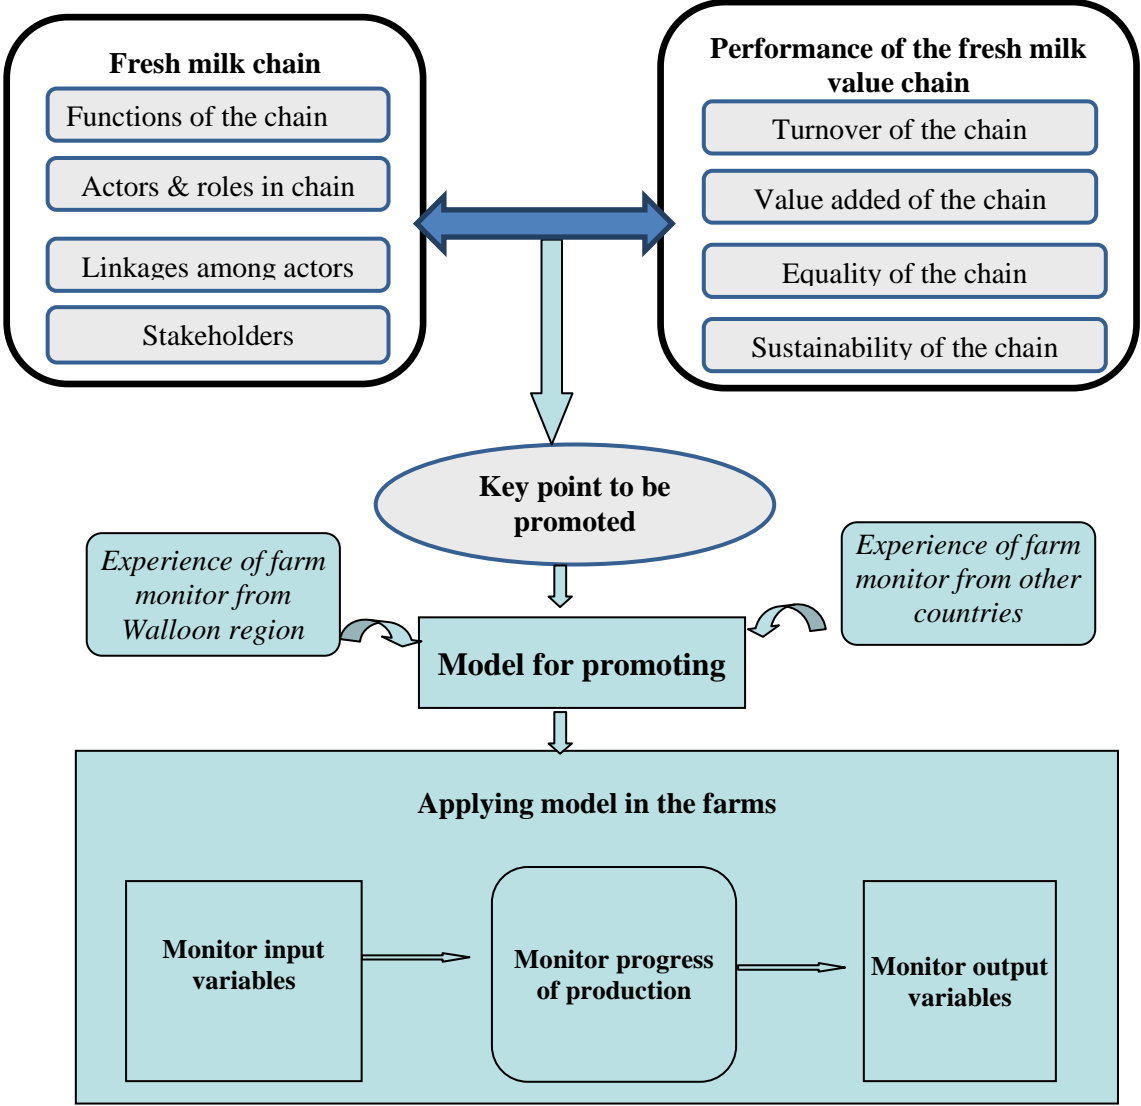 Fresh milk chain
Functions of the chain
Actors & roles in chain
Linkages among actors
Stakeholders
Performance of the fresh milk
value chain
Turnover of the chain
Value added of the chain
Equality of the chain
Sustainability of the chain
Key point to be
promoted
Experience of farm
monitor from
Walloon region
Experience of farm
monitor from other
countries
Model for promoting
Applying model in the farms
Monitor input
variables
Monitor progress
of production
Monitor output
variables